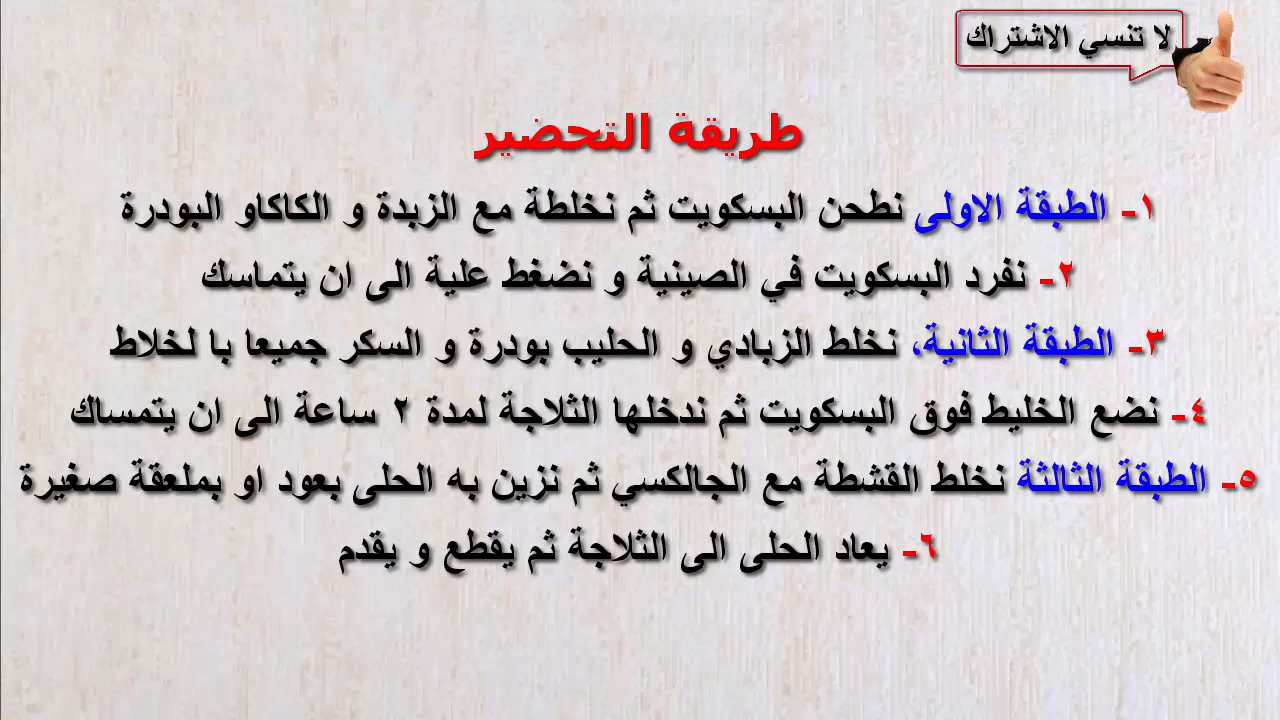 لا تنسي الاشتراك
طريقة التحضير
١- الطبقة الاولى نطحن البسكويت ثم نخلطة مع الزبدة و الكاكاو البودرة
٢- نفرد البسكويت في الصينية و نضغط علية الى ان يتماسك
٣- الطبقة الثانية، نخلط الزبادي و الحليب بودرة و السكر جميعا با لخلاط
٤- نضع الخليط فوق البسكويت ثم ندخلها الثلاجة لمدة ٢ ساعة الى ان يتمساك
٥- الطبقة الثالثة نخلط القشطة مع الجالكسي ثم نزين به الحلى بعود او بملعقة صغيرة
٦- يعاد الحلى الى الثلاجة ثم يقطع و يقدم